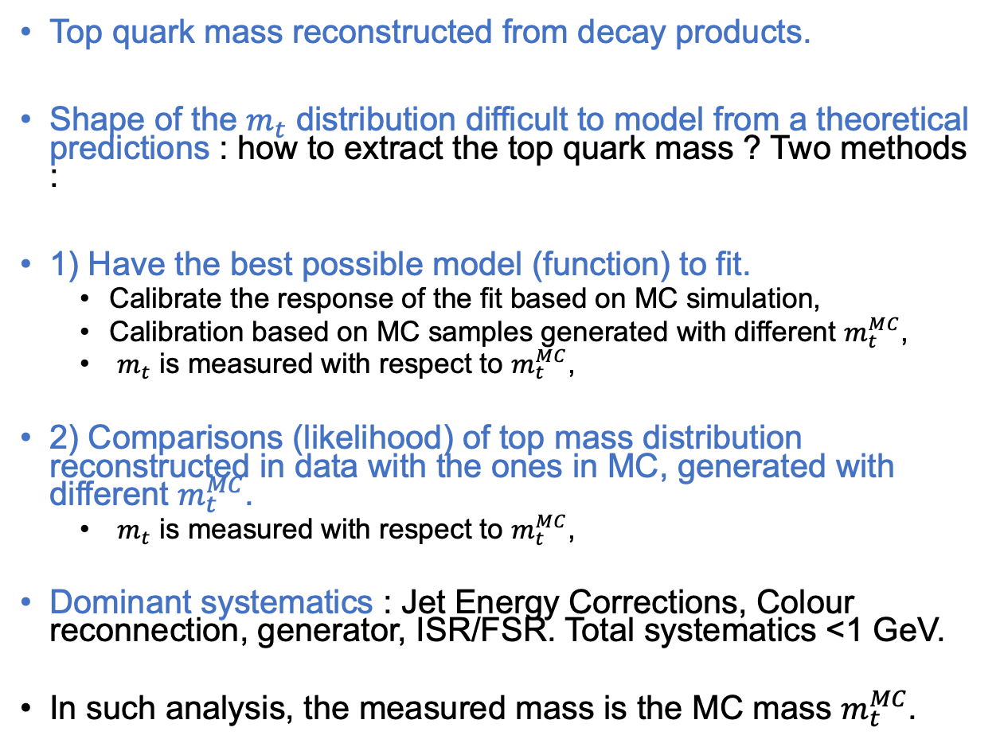 • Top quark mass reconstructed from decay products.
• Shape of the m_t distribution difficult to model from a theoretical
predictions : how to extract the top quark mass ? Two methods
:
• 1) Have the best possible model (function) to fit.
• Calibrate the response of the fit based on MC simulation,
• Calibration based on MC samples generated with different m_t^{MC},
• m_t is measured with respect to m_t^{MC},
• 2) Comparisons (likelihood) of top mass distribution
reconstructed in data with the ones in MC, generated with
different m_t^{MC}.
• m_t is measured with respect to m_t^{MC},
• Dominant systematics : Jet Energy Corrections, Colour
reconnection, generator, ISR/FSR. Total systematics <1 GeV.
• In such analysis, the measured mass is the MC mass m_t^{MC}.